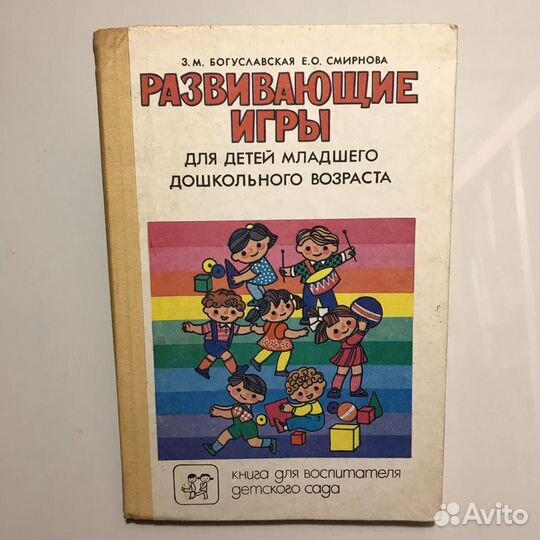 З.М. БОГУСЛАВСКАЯ Е.О. СМИРНОВА
РАЗВИВАЮЩИЕ
ИГРЫ
ДЛЯ ДЕТЕЙ МЛАДШЕГО
ДОШКОЛЬНОГО ВОЗРАСТА
книга для воспитателя
детского сада
Avito